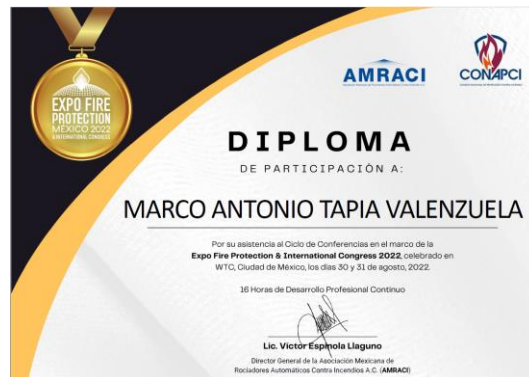 EXPO FIRE
PROTECTION
MÉXICO 2022
& INTERNATIONAL CONGRESS
AMRACI
CONAPCI
DIPLOMA
DE PARTICIPACIÓN A:
MARCO ANTONIO TAPIA VALENZUELA
Por su asistencia al Ciclo de Conferencias en el marco de la
Expo Fire Protection & International Congress 2022, celebrado en
WTC, Ciudad de México, los días 30 y 31 de agosto, 2022.
16 Horas de Desarrollo Profesional Continuo
Lic. Víctor Espínola Llaguno
Director General de la Asociación Mexicana de
Rociadores Automáticos Contra Incendios A.C. (AMRACI)